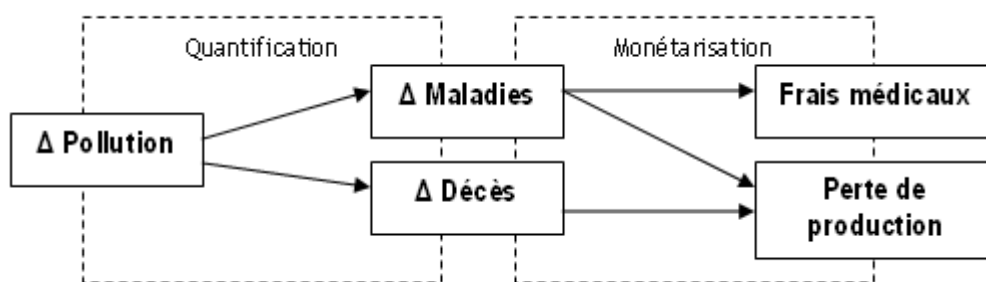 Quantification
Monétarisation
Δ Maladies
Frais médicaux
Δ Pollution
Δ Décès
Perte de
production